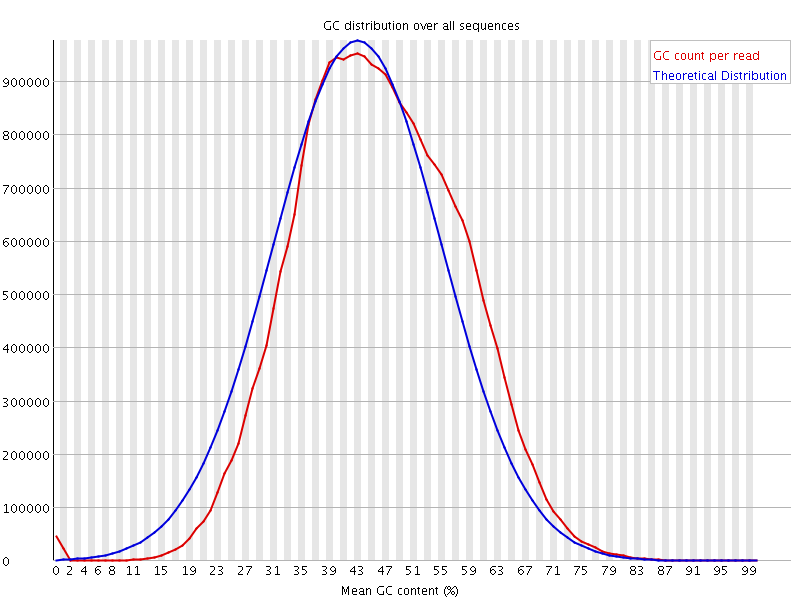 GC distribution over all sequences
GC count per read
Theoretical Distribution
900000
800000
700000
600000
500000
400000
300000
200000
100000
0
0 2 4 6 8 11 15 19 23 27 31 35 39 43 47 51 55 59 63 67 71 75 79 83 87 91 95 99
Mean GC content (%)